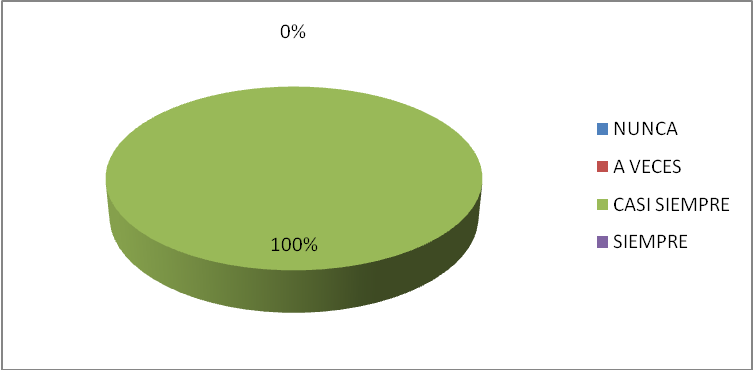 0%
100%
NUNCA
A VECES
CASI SIEMPRE
SIEMPRE